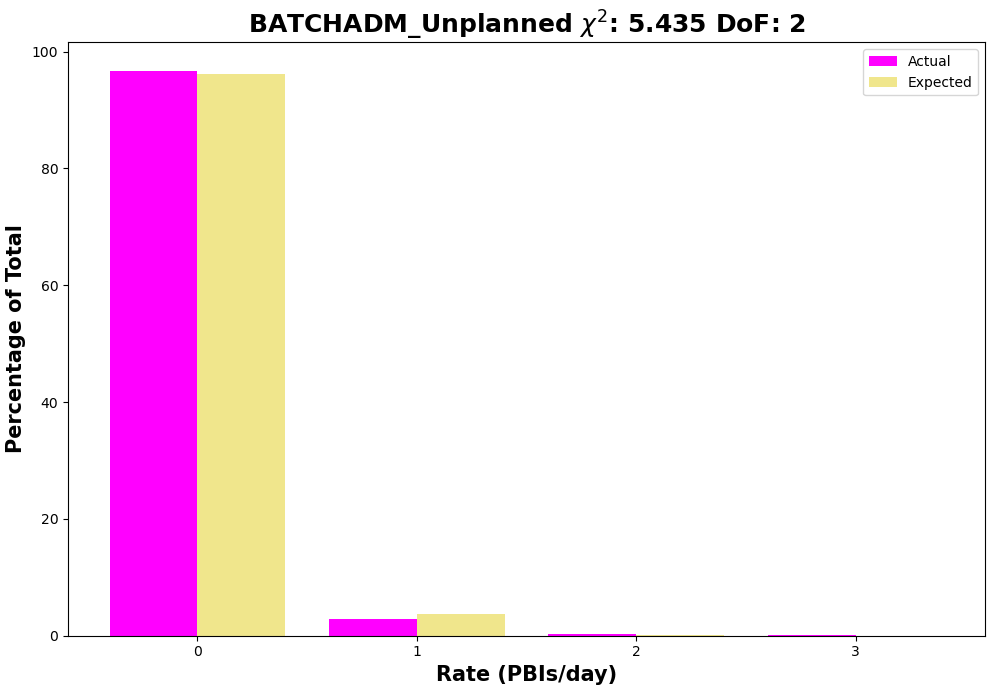 BATCHADM_Unplanned χ²: 5.435 DoF: 2
Actual
Expected
Percentage of Total
100
80
60
40
20
0
0 1 2 3
Rate (PBIs/day)